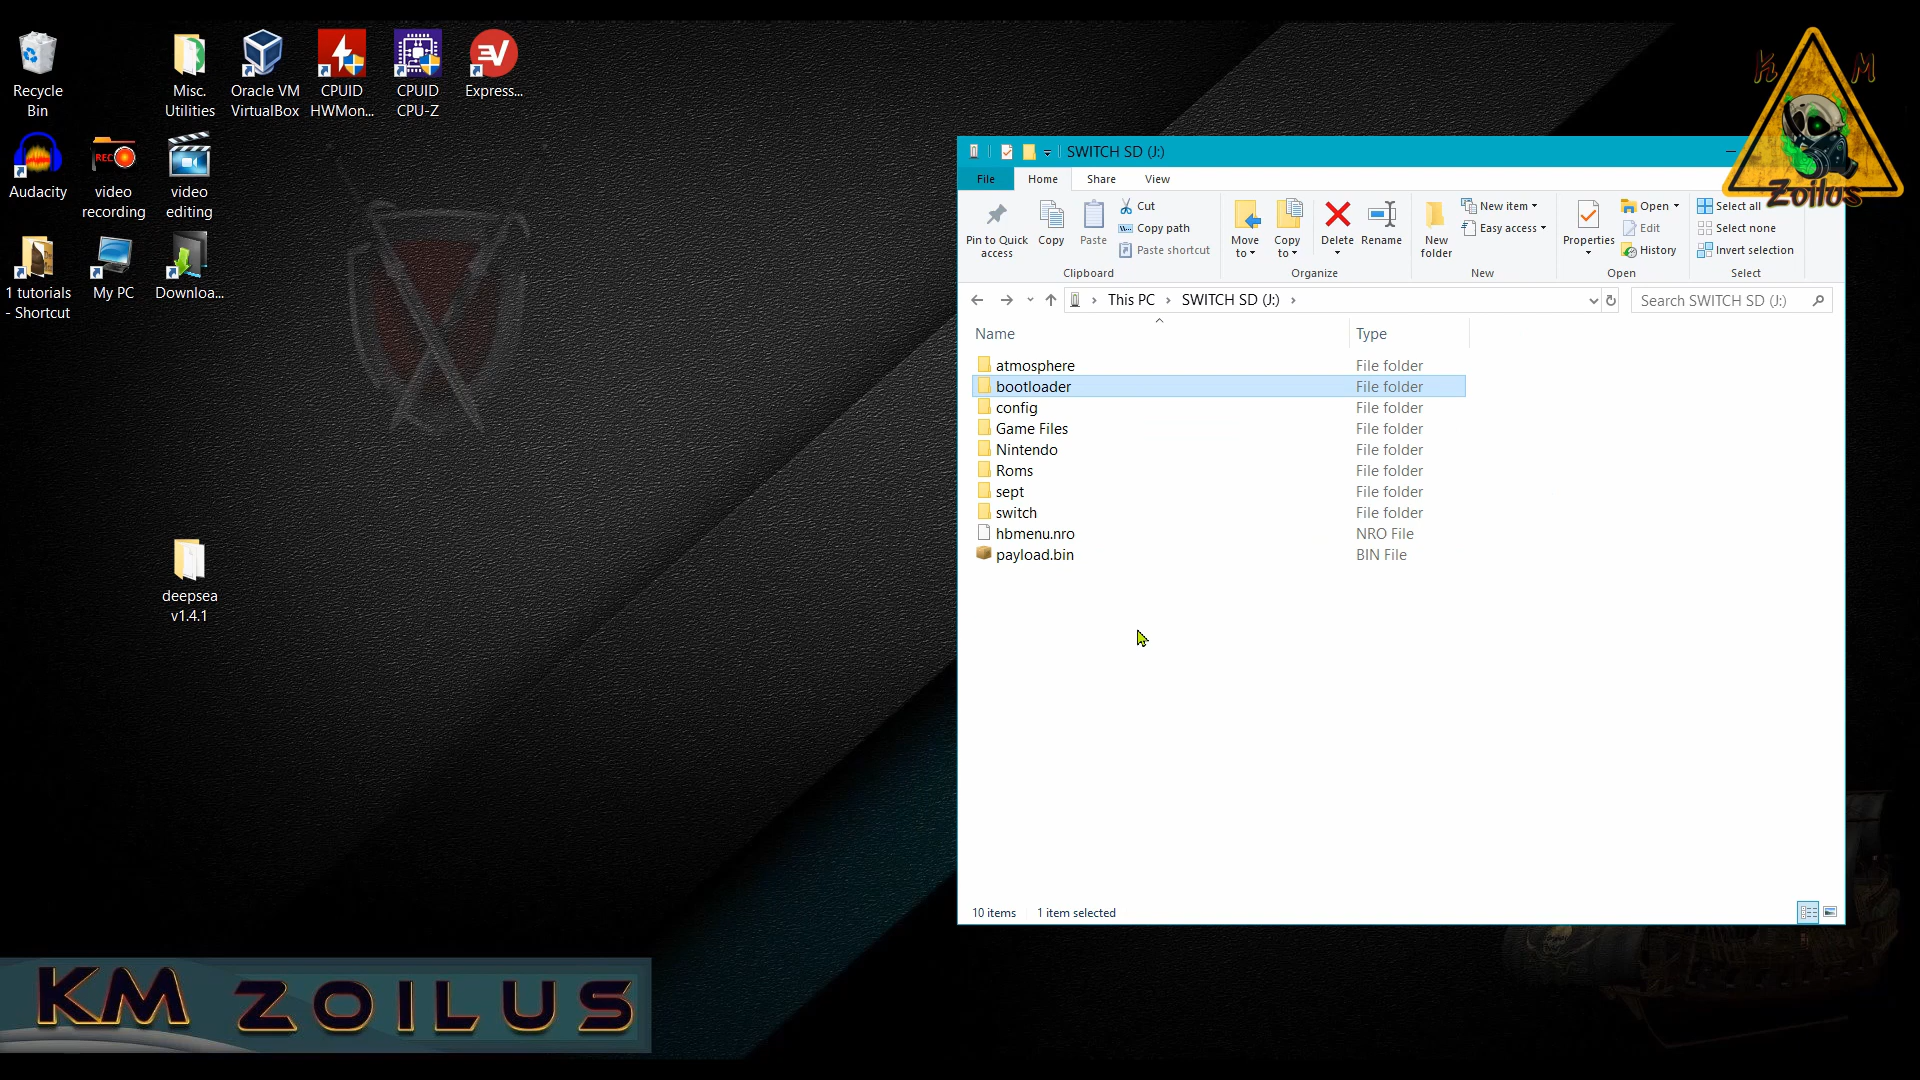 Recycle
Bin
Misc.
Utilities
Oracle VM
VirtualBox
CPUID
HWMon...
CPUID
CPU-Z
Express...
Audacity
REC
video
recording
video
editing
1 tutorials
- Shortcut
My PC
Downloa...
deepsea
v1.4.1
KM ZOILUS
K M
Zoilus
SWITCH SD (J:)
File
Home
Share
View
Pin to Quick
access
Copy
Paste
Cut
Copy path
Paste shortcut
Clipboard
Move
to
Copy
to
Delete
Rename
Organize
New
folder
New item
Easy access
New
Properties
Open
Edit
History
Open
Select all
Select none
Invert selection
Select
This PC
SWITCH SD (J:)
Search SWITCH SD (J:)
Name
Type
atmosphere File folder
bootloader File folder
config File folder
Game Files File folder
Nintendo File folder
Roms File folder
sept File folder
switch File folder
hbmenu.nro NRO File
payload.bin BIN File
10 items
1 item selected